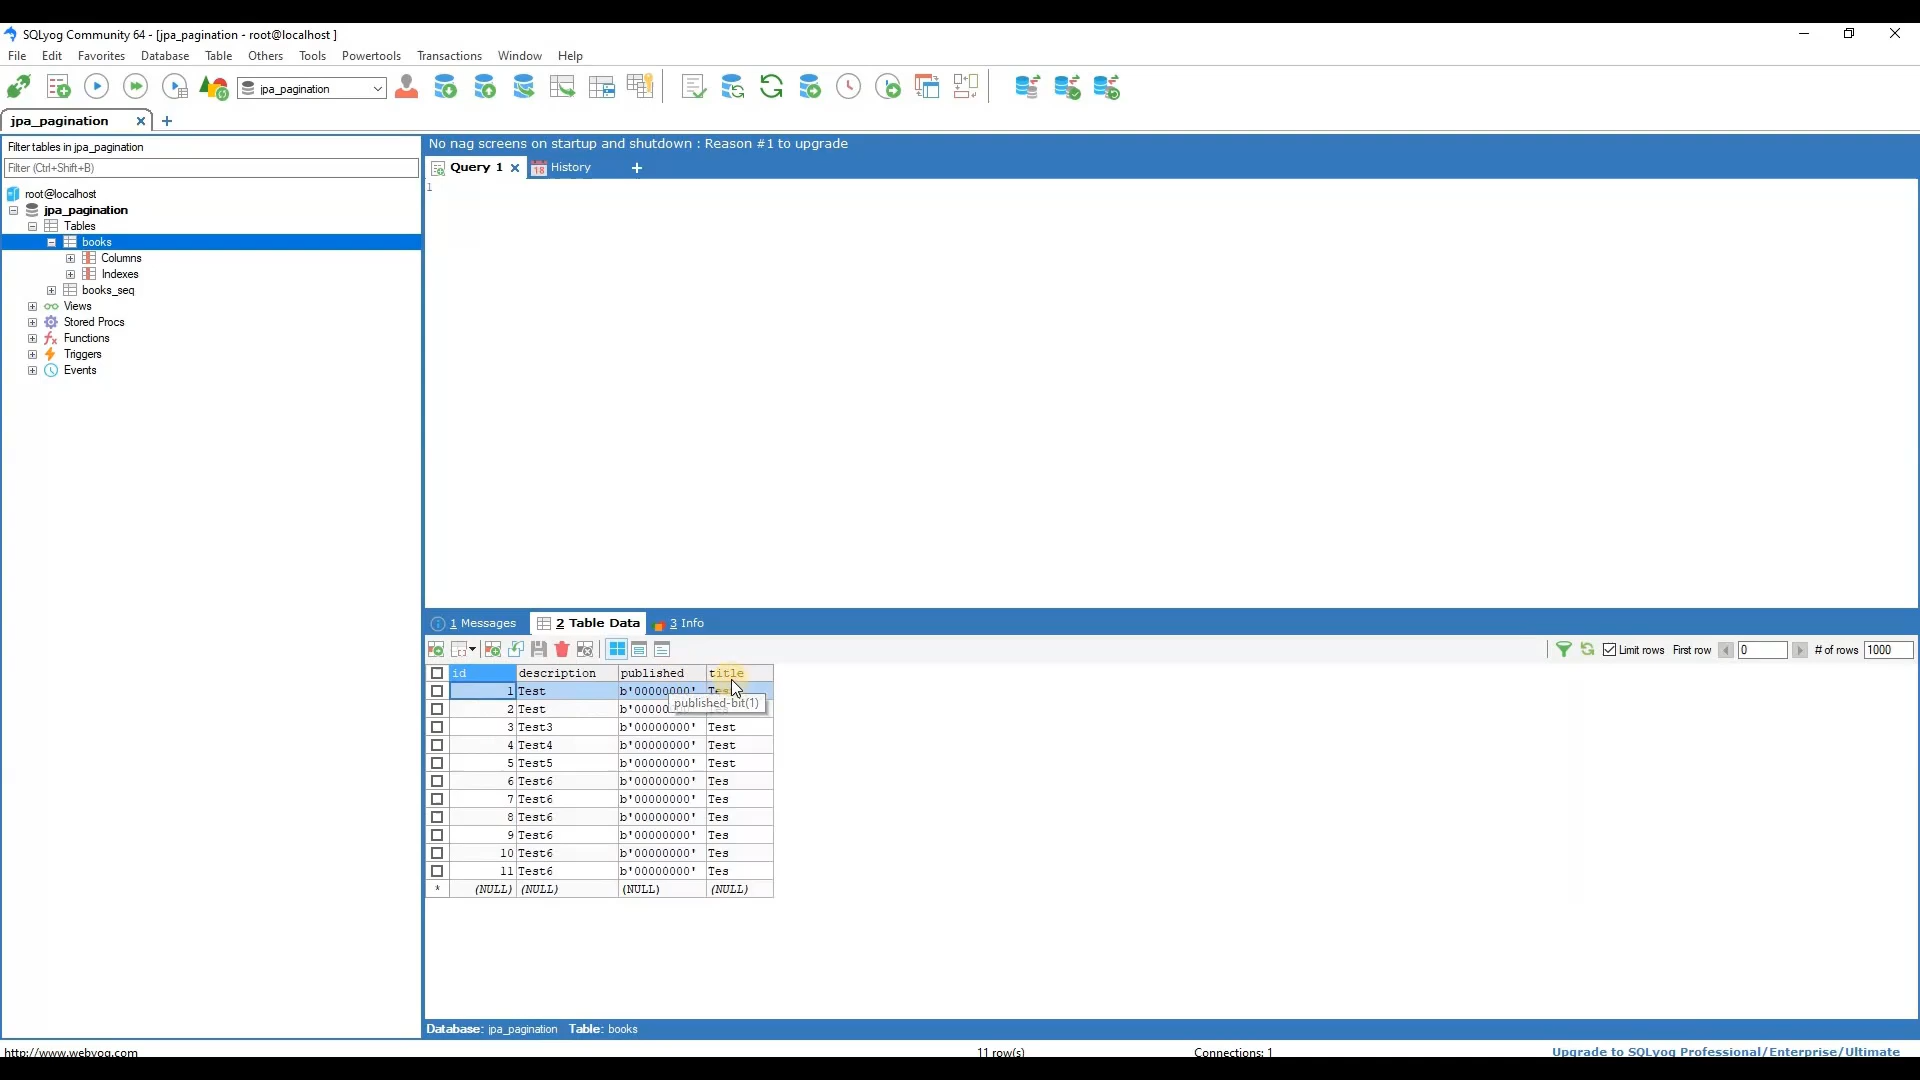 SQLyog Community 64 - [jpa_pagination - root@localhost ]
File Edit Favorites Database Table Others Tools Powertools Transactions Window Help
jpa_pagination
jpa_pagination
Filter tables in jpa_pagination
Filter (Ctrl+Shift+B)
root@localhost
jpa_pagination
Tables
books
Columns
Indexes
books_seq
Views
Stored Procs
Functions
Triggers
Events
No nag screens on startup and shutdown : Reason #1 to upgrade
Query 1 18 History
1
1 Messages 2 Table Data 3 Info
Limit rows First row 0 # of rows 1000
id description published title
1 Test b'00000000'
published-bit(1)
2 Test
3 Test3 b'00000000' Test
4 Test4 b'00000000' Test
5 Test5 b'00000000' Test
6 Test6 b'00000000' Tes
7 Test6 b'00000000' Tes
8 Test6 b'00000000' Tes
9 Test6 b'00000000' Tes
10 Test6 b'00000000' Tes
11 Test6 b'00000000' Tes
* (NULL) (NULL) (NULL) (NULL)
Database: jpa_pagination Table: books
http://www.webyog.com 11 row(s) Connections: 1 Upgrade to SQLyog Professional/Enterprise/Ultimate